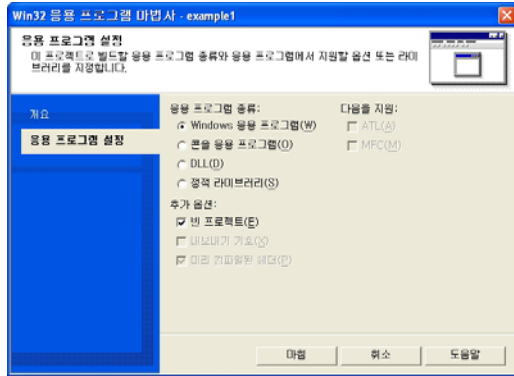 Win32 응용 프로그램 마법사 - example1
응용 프로그램 설정
이 프로젝트로 빌드할 응용 프로그램 종류와 응용 프로그램에서 지원할 옵션 또는 라이
브러리를 지정합니다.
개요
응용 프로그램 설정
응용 프로그램 종류:
Windows 응용 프로그램(W)
콘솔 응용 프로그램(O)
DLL(D)
정적 라이브러리(S)
추가 옵션:
빈 프로젝트(E)
내보내기 기호(X)
미리 컴파일된 헤더(P)
다음을 지원:
ATL(A)
MFC(M)
마침
취소
도움말